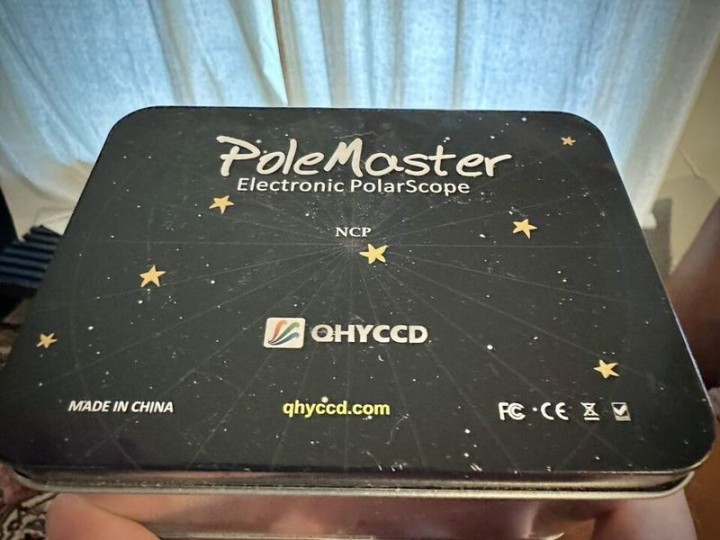 PoleMaster
Electronic PolarScope
NCP
QHYCCD
MADE IN CHINA
qhyccd.com
FC CE